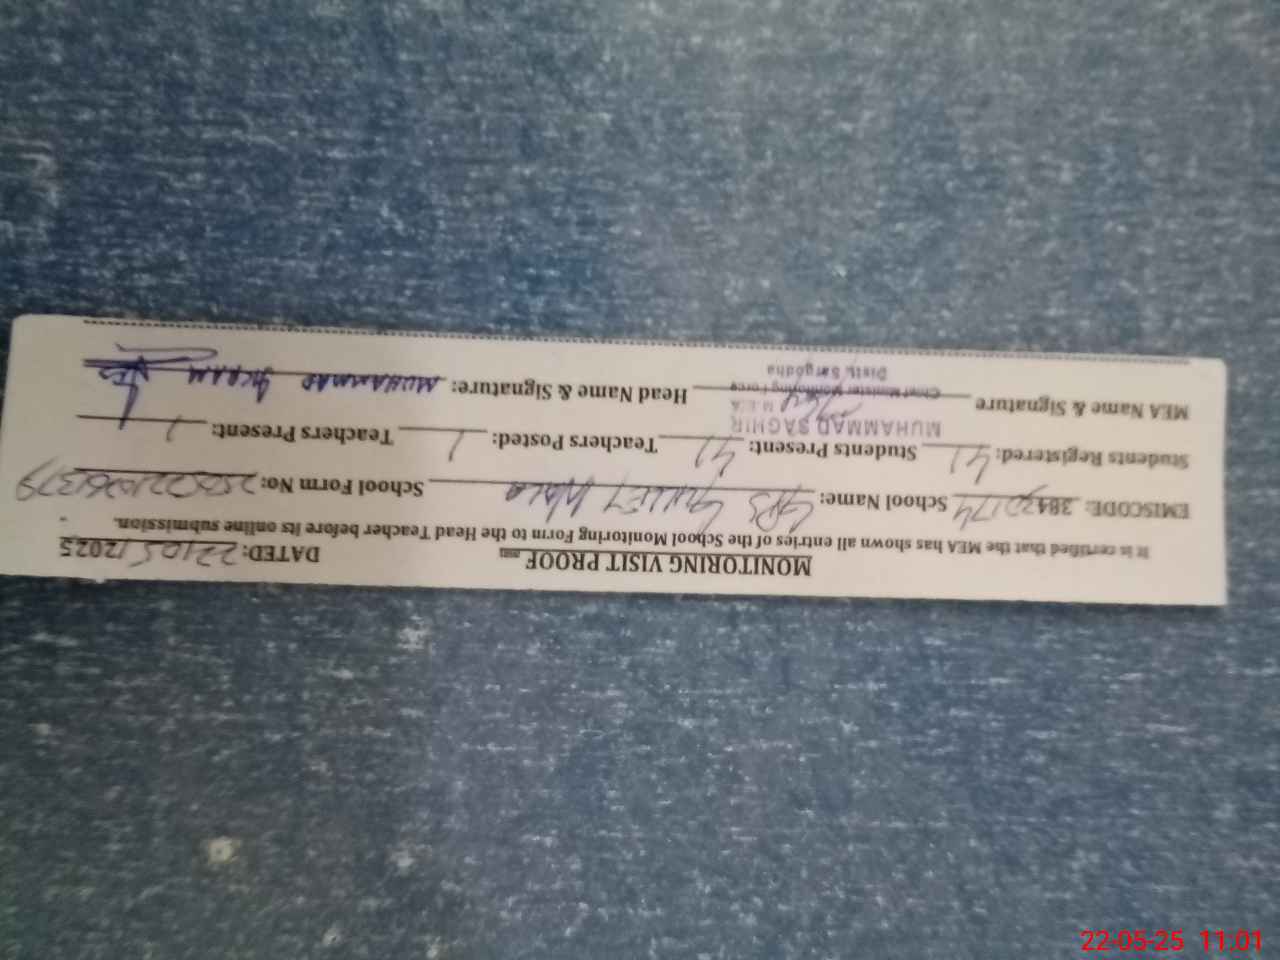 MONITORING VISIT PROOF DATED: 22/05/2025
It is certified that the MEA has shown all entries of the School Monitoring Form to the Head Teacher before its online submission.
EMISCODE: 38420174 School Name: GPS School Form No:
Students Registered: 41 Students Present: 41 Teachers Posted: 1 Teachers Present: 1
MUHAMMAD SAGHIR
M.E.A
MEA Name & Signature Chief Minister Monitoring Force Head Name & Signature: MUHAMMAD IKRAM
Distt. Sargodha
22-05-25 11.01